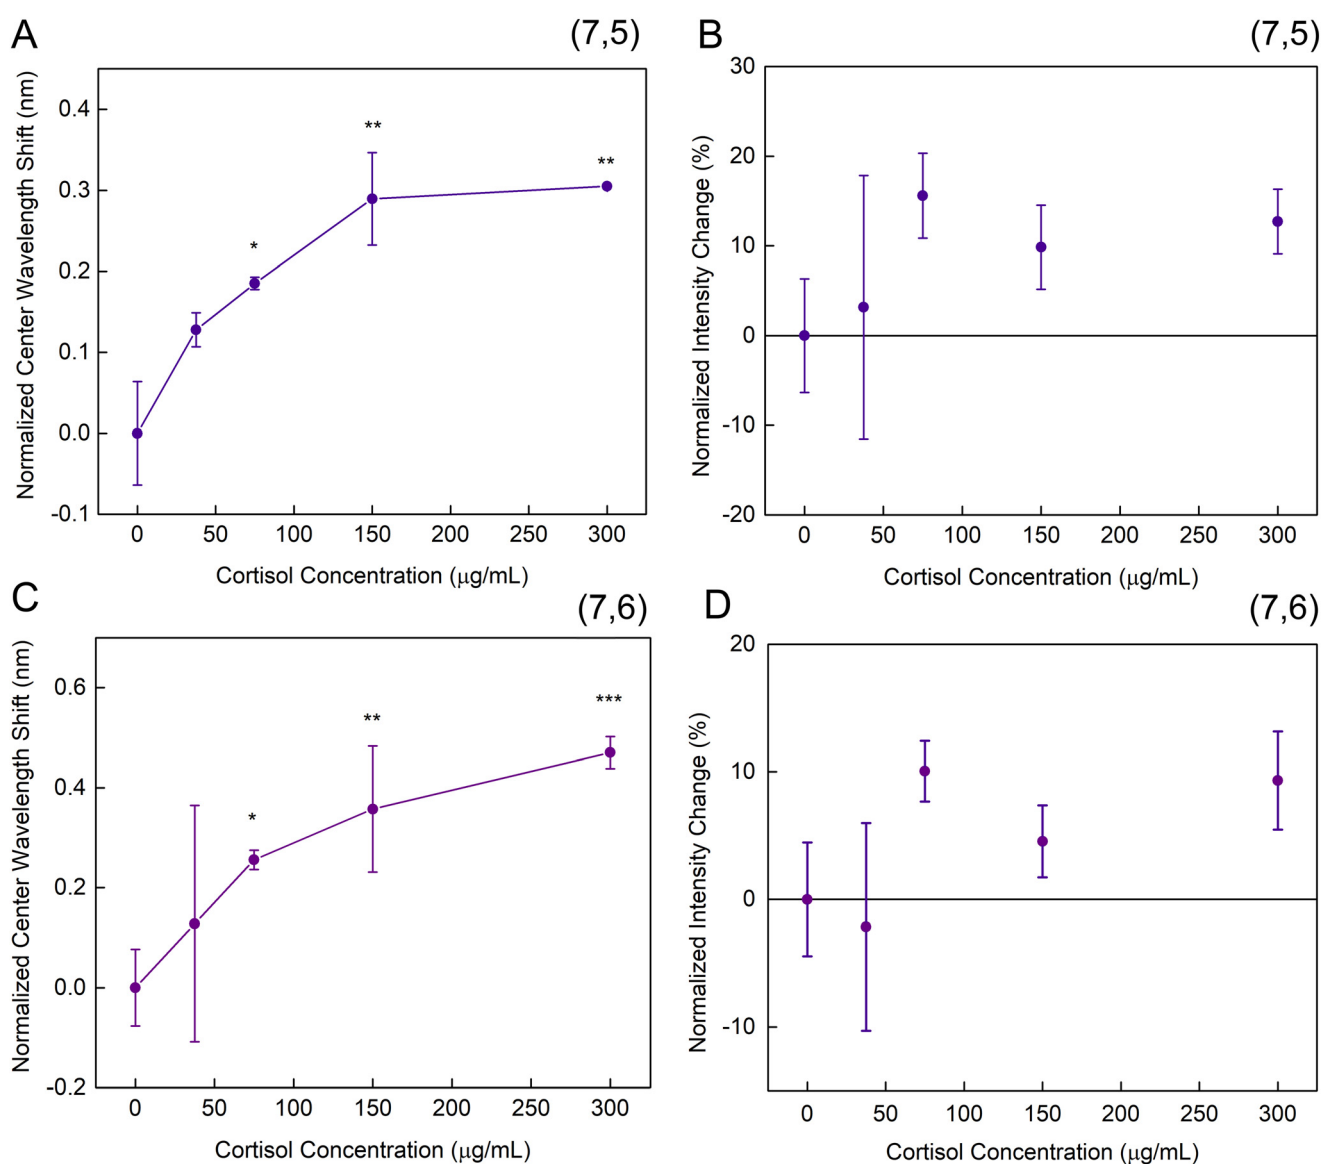 A
(7,5)
Normalized Center Wavelength Shift (nm)
0.4
0.3
0.2
0.1
0.0
-0.1
*
**
**
0 50 100 150 200 250 300
Cortisol Concentration (μg/mL)
B
(7,5)
Normalized Intensity Change (%)
30
20
10
0
-10
-20
0 50 100 150 200 250 300
Cortisol Concentration (μg/mL)
C
(7,6)
Normalized Center Wavelength Shift (nm)
0.6
0.4
0.2
0.0
-0.2
*
**
***
0 50 100 150 200 250 300
Cortisol Concentration (μg/mL)
D
(7,6)
Normalized Intensity Change (%)
20
10
0
-10
0 50 100 150 200 250 300
Cortisol Concentration (μg/mL)